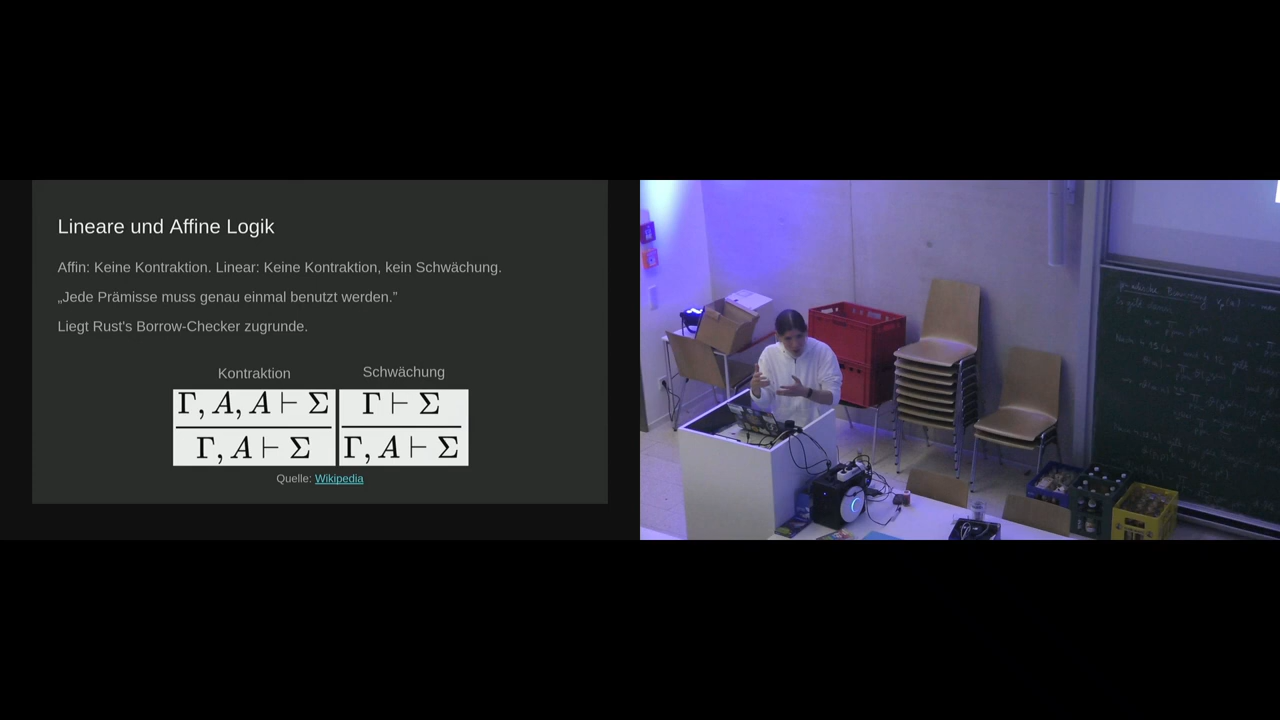 Lineare und Affine Logik
Affin: Keine Kontraktion. Linear: Keine Kontraktion, kein Schwächung.
„Jede Prämisse muss genau einmal benutzt werden.”
Liegt Rust's Borrow-Checker zugrunde.
Kontraktion
Γ, A, A ⊢ Σ
Γ, A ⊢ Σ
Schwächung
Γ ⊢ Σ
Γ, A ⊢ Σ
Quelle: Wikipedia